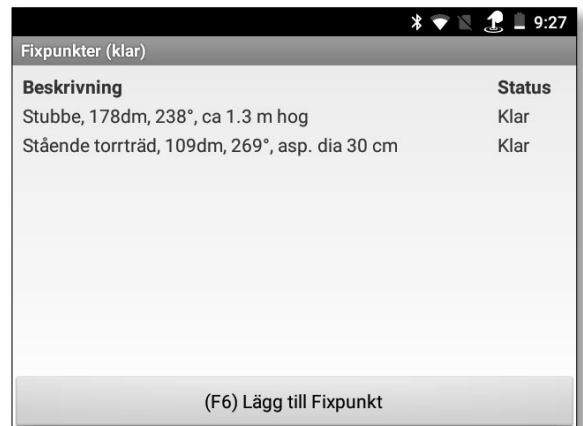 9:27
Fixpunkter (klar)
Beskrivning Status
Stubbe, 178dm, 238°, ca 1.3 m hog Klar
Stående torrträd, 109dm, 269°, asp. dia 30 cm Klar
(F6) Lägg till Fixpunkt